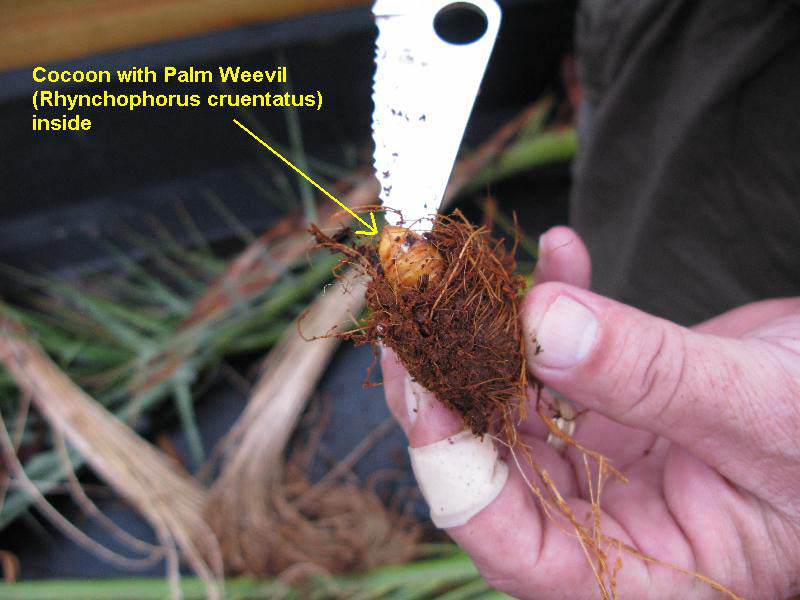 Cocoon with Palm Weevil
(Rhynchophorus cruentatus)
inside